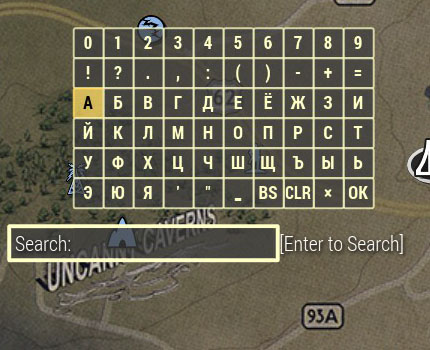 0 1 2 3 4 5 6 7 8 9
! ? . , : ( ) - + =
А Б В Г Д Е Ё Ж З И
Й К Л М Н О П Р С Т
У Ф Х Ц Ч Ш Щ Ъ Ы Ь
Э Ю Я ' " _ BS CLR × OK
62
Search: [Enter to Search]
UNCANNY CAVERNS
93A